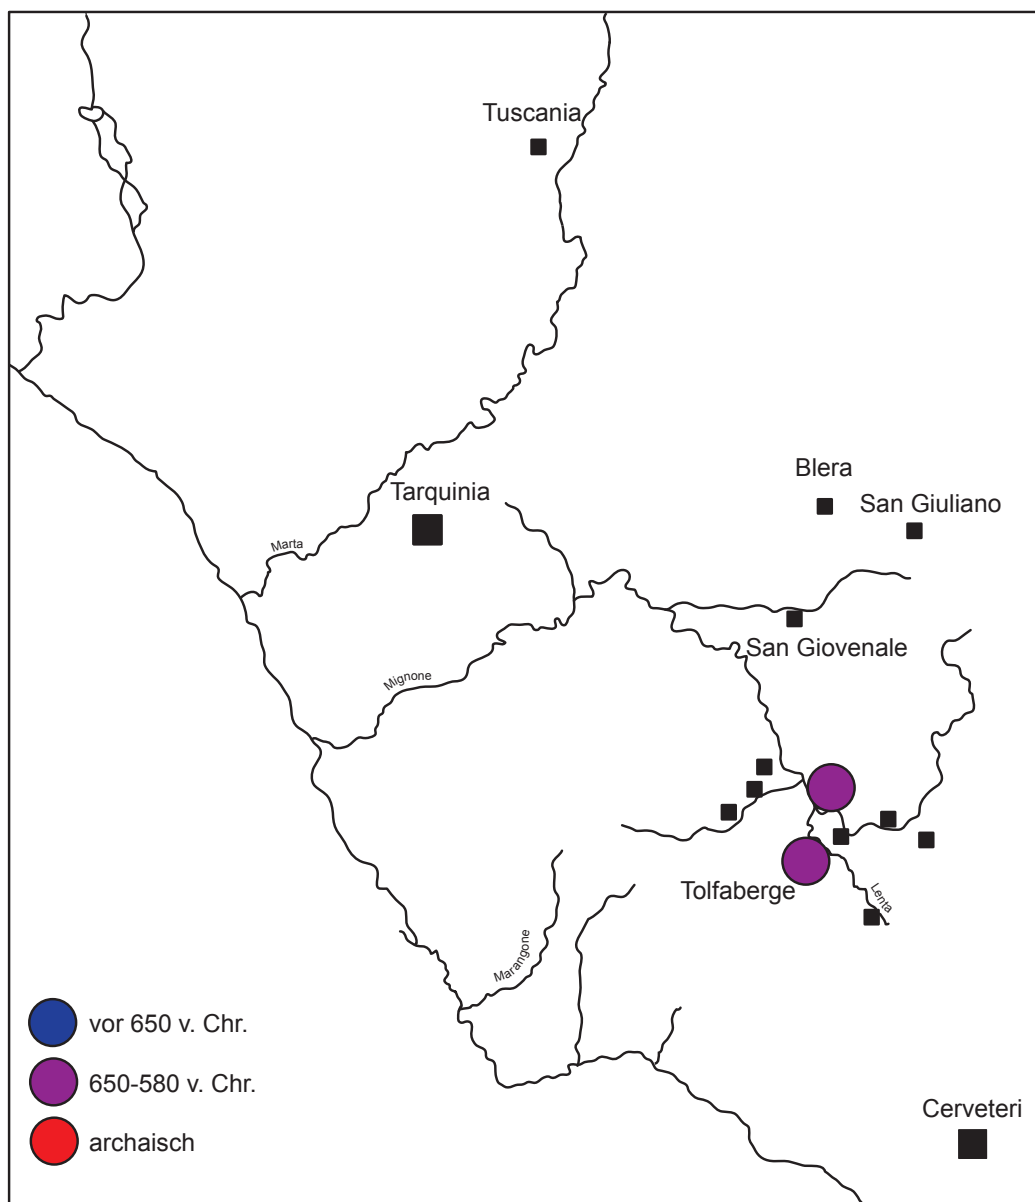 Tuscania
Blera
Tarquinia
San Giuliano
Marta
San Giovenale
Mignone
Tolfaberge
Lenta
Marangone
vor 650 v. Chr.
650-580 v. Chr.
archaisch
Cerveteri